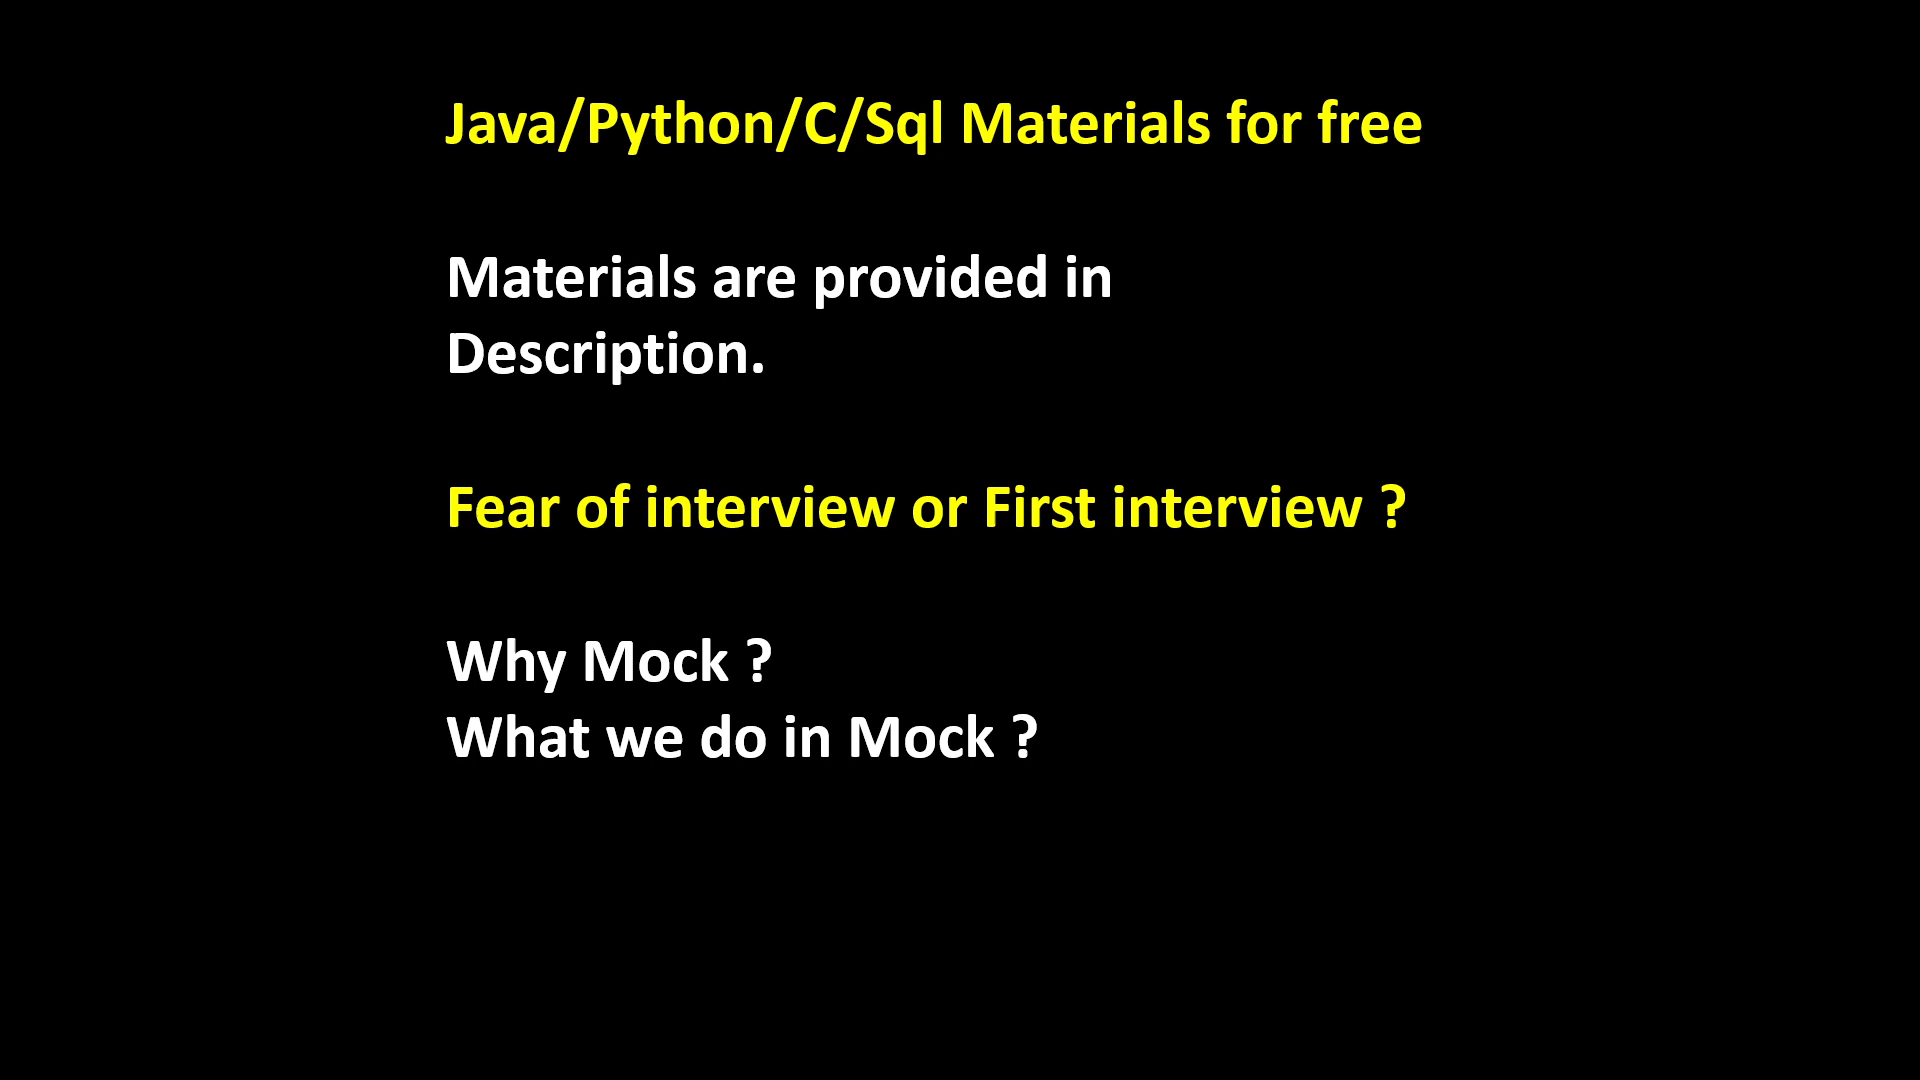 Java/Python/C/Sql Materials for free
Materials are provided in
Description.
Fear of interview or First interview ?
Why Mock ?
What we do in Mock ?